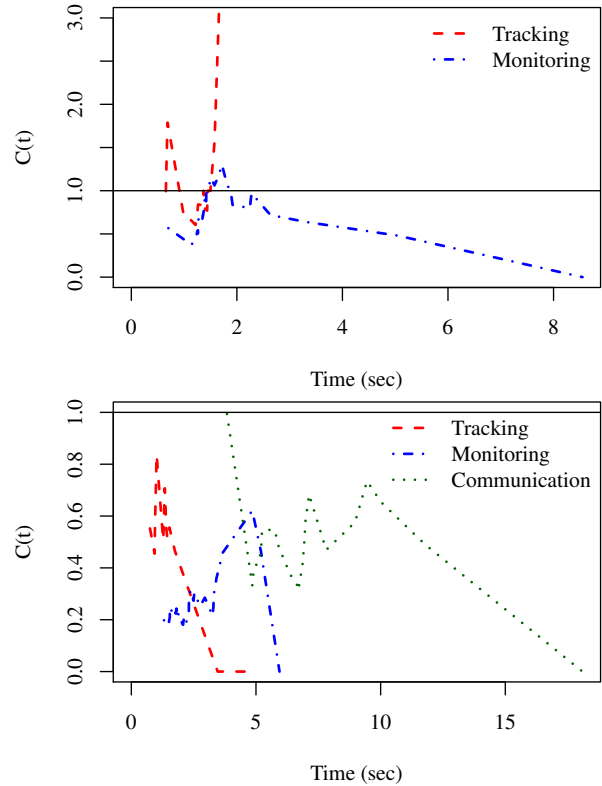 3.0
Tracking
Monitoring
2.0
C(t)
1.0
0.0
0 2 4 6 8
Time (sec)
1.0
Tracking
Monitoring
Communication
0.8
0.6
C(t)
0.4
0.2
0.0
0 5 10 15
Time (sec)